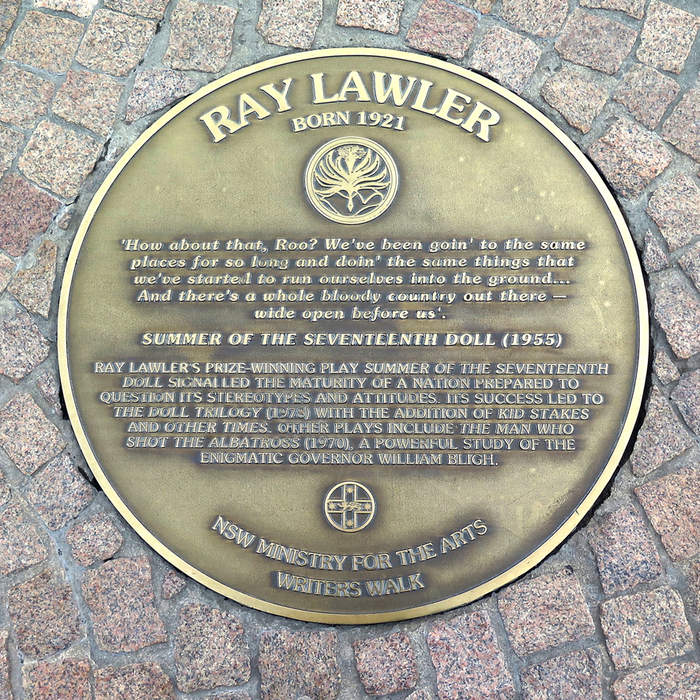 RAY LAWLER
BORN 1921
'How about that, Roo? We've been goin' to the same
places for so long and doin' the same things that
we've started to run ourselves into the ground...
And there's a whole bloody country out there —
wide open before us'.
SUMMER OF THE SEVENTEENTH DOLL (1955)
RAY LAWLER'S PRIZE-WINNING PLAY SUMMER OF THE SEVENTEENTH
DOLL SIGNALLED THE MATURITY OF A NATION PREPARED TO
QUESTION ITS STEREOTYPES AND ATTITUDES. ITS SUCCESS LED TO
THE DOLL TRILOGY (1978) WITH THE ADDITION OF KID STAKES
AND OTHER TIMES. OTHER PLAYS INCLUDE THE MAN WHO
SHOT THE ALBATROSS (1970), A POWERFUL STUDY OF THE
ENIGMATIC GOVERNOR WILLIAM BLIGH.
NSW MINISTRY FOR THE ARTS
WRITERS WALK